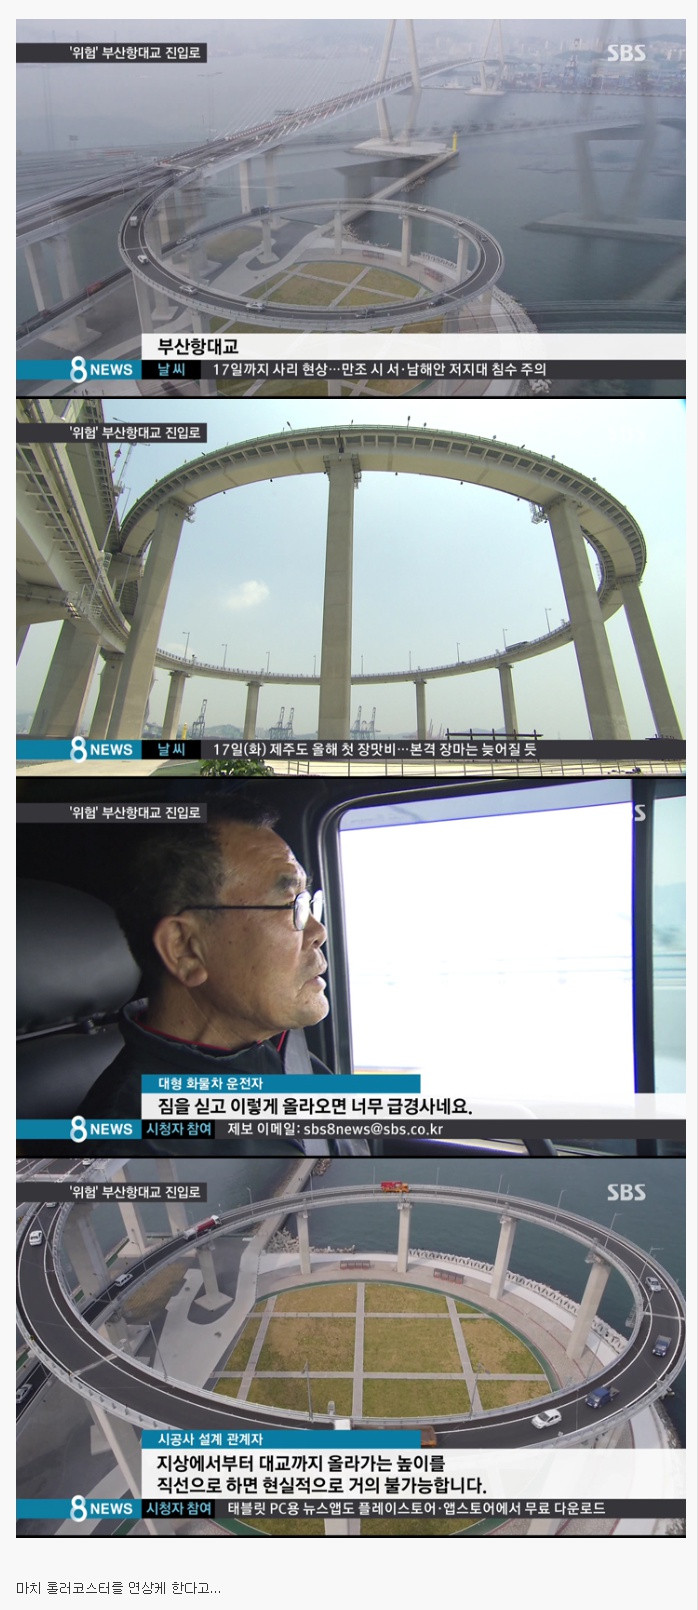 '위험' 부산항대교 진입로
SBS
부산항대교
8 NEWS 날씨 17일까지 사리 현상…만조 시 서·남해안 저지대 침수 주의
'위험' 부산항대교 진입로
8 NEWS 날씨 17일(화) 제주도 올해 첫 장맛비…본격 장마는 늦어질 듯
'위험' 부산항대교 진입로
S
대형 화물차 운전자
짐을 싣고 이렇게 올라오면 너무 급경사네요.
8 NEWS 시청자 참여 제보 이메일: sbs8news@sbs.co.kr
'위험' 부산항대교 진입로
SBS
시공사 설계 관계자
지상에서부터 대교까지 올라가는 높이를
직선으로 하면 현실적으로 거의 불가능합니다.
8 NEWS 시청자 참여 태블릿 PC용 뉴스앱도 플레이스토어·앱스토어에서 무료 다운로드
마치 롤러코스터를 연상케 한다고...